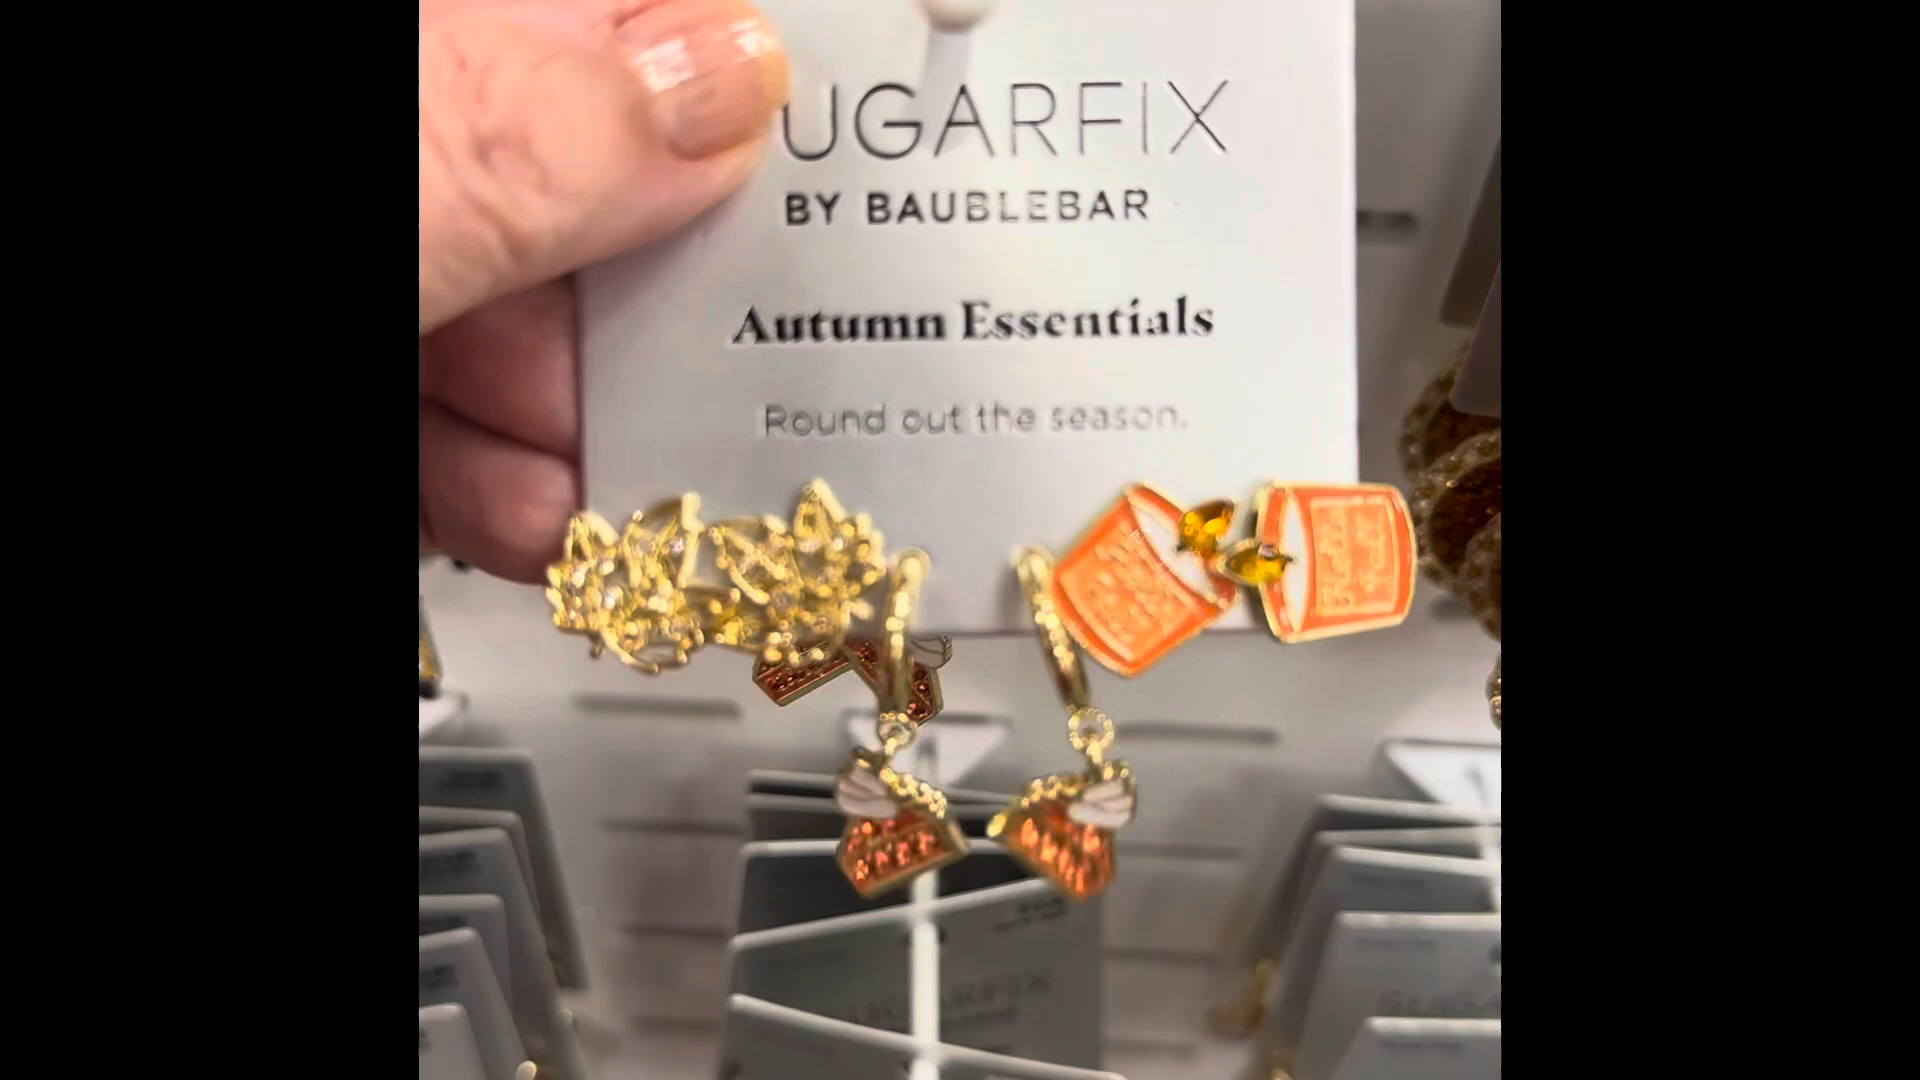 UGARFIX
BY BAUBLEBAR
Autumn Essentials
Round out the season.